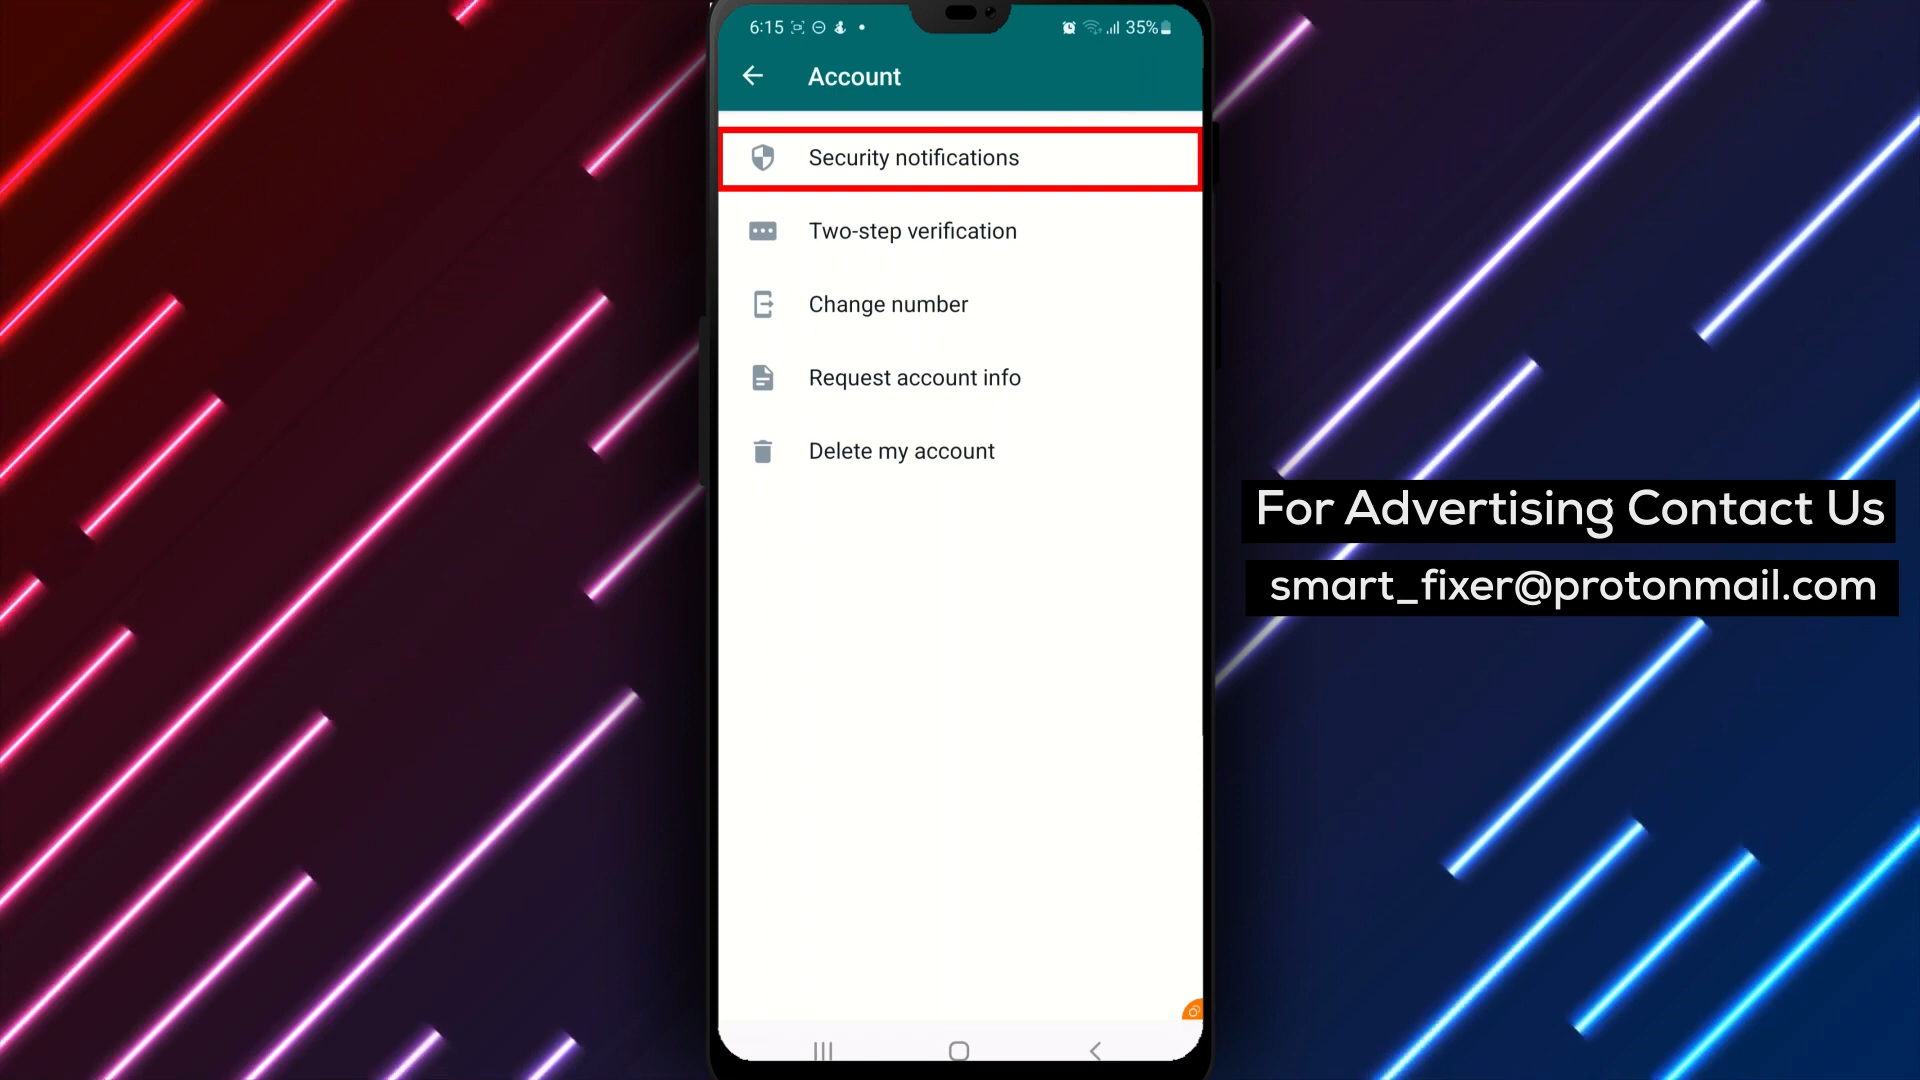 6:15
35%
Account
Security notifications
Two-step verification
Change number
Request account info
Delete my account
For Advertising Contact Us
smart_fixer@protonmail.com